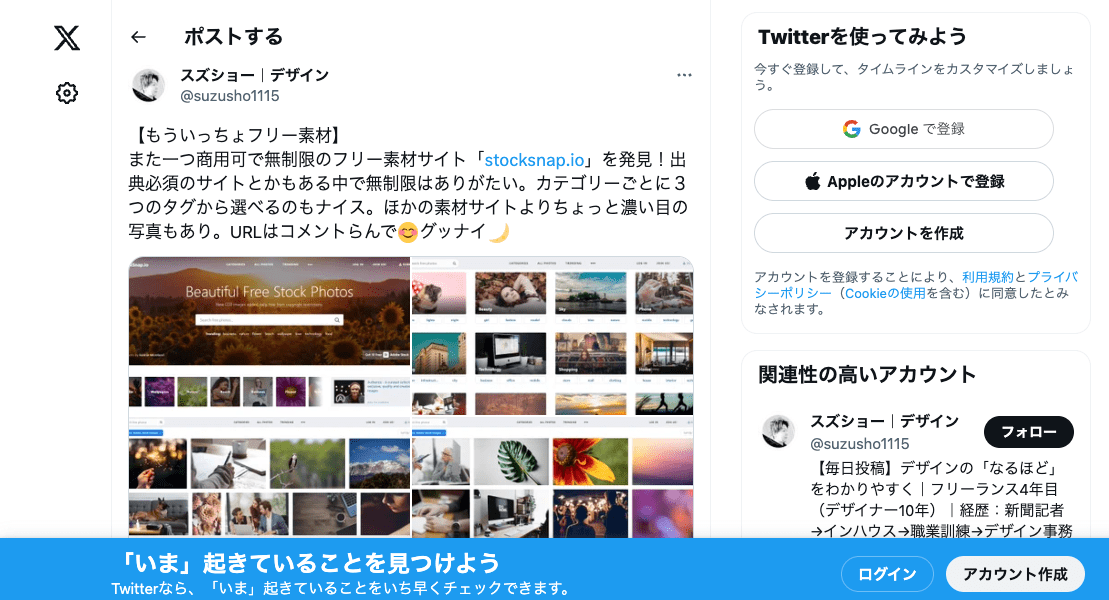 ポストする
スズショー｜デザイン
@suzusho1115
【もういっちょフリー素材】
また一つ商用可で無制限のフリー素材サイト「stocksnap.io」を発見！出
典必須のサイトとかもある中で無制限はありがたい。カテゴリーごとに３
つのタグから選べるのもナイス。ほかの素材サイトよりちょっと濃い目の
写真もあり。URLはコメントらんで😊グッナイ🌙
Beautiful Free Stock Photos
Beauty
Sky
Phone
Technology
Shopping
Home
Twitterを使ってみよう
今すぐ登録して、タイムラインをカスタマイズしましょ
う。
Google で登録
Appleのアカウントで登録
アカウントを作成
アカウントを登録することにより、利用規約とプライバ
シーポリシー（Cookieの使用を含む）に同意したとみ
なされます。
関連性の高いアカウント
スズショー｜デザイン
@suzusho1115
フォロー
【毎日投稿】デザインの「なるほど」
をわかりやすく｜フリーランス4年目
（デザイナー10年）｜経歴：新聞記者
→インハウス→職業訓練→デザイン事務
「いま」起きていることを見つけよう
Twitterなら、「いま」起きていることをいち早くチェックできます。
ログイン
アカウント作成